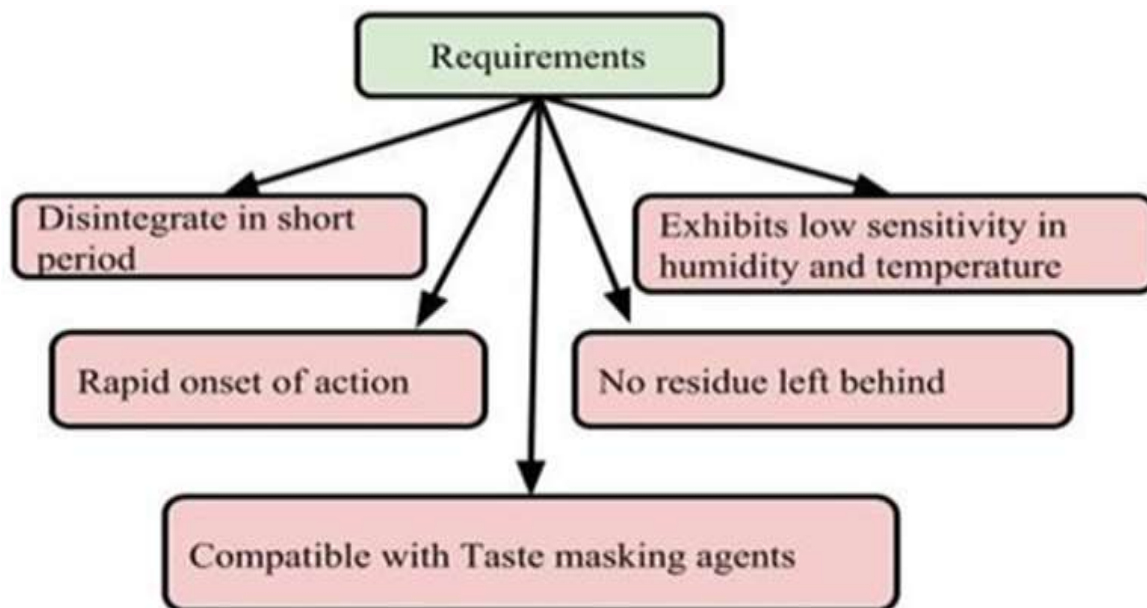 Requirements
Disintegrate in short
period
Exhibits low sensitivity in
humidity and temperature
Rapid onset of action
No residue left behind
Compatible with Taste masking agents